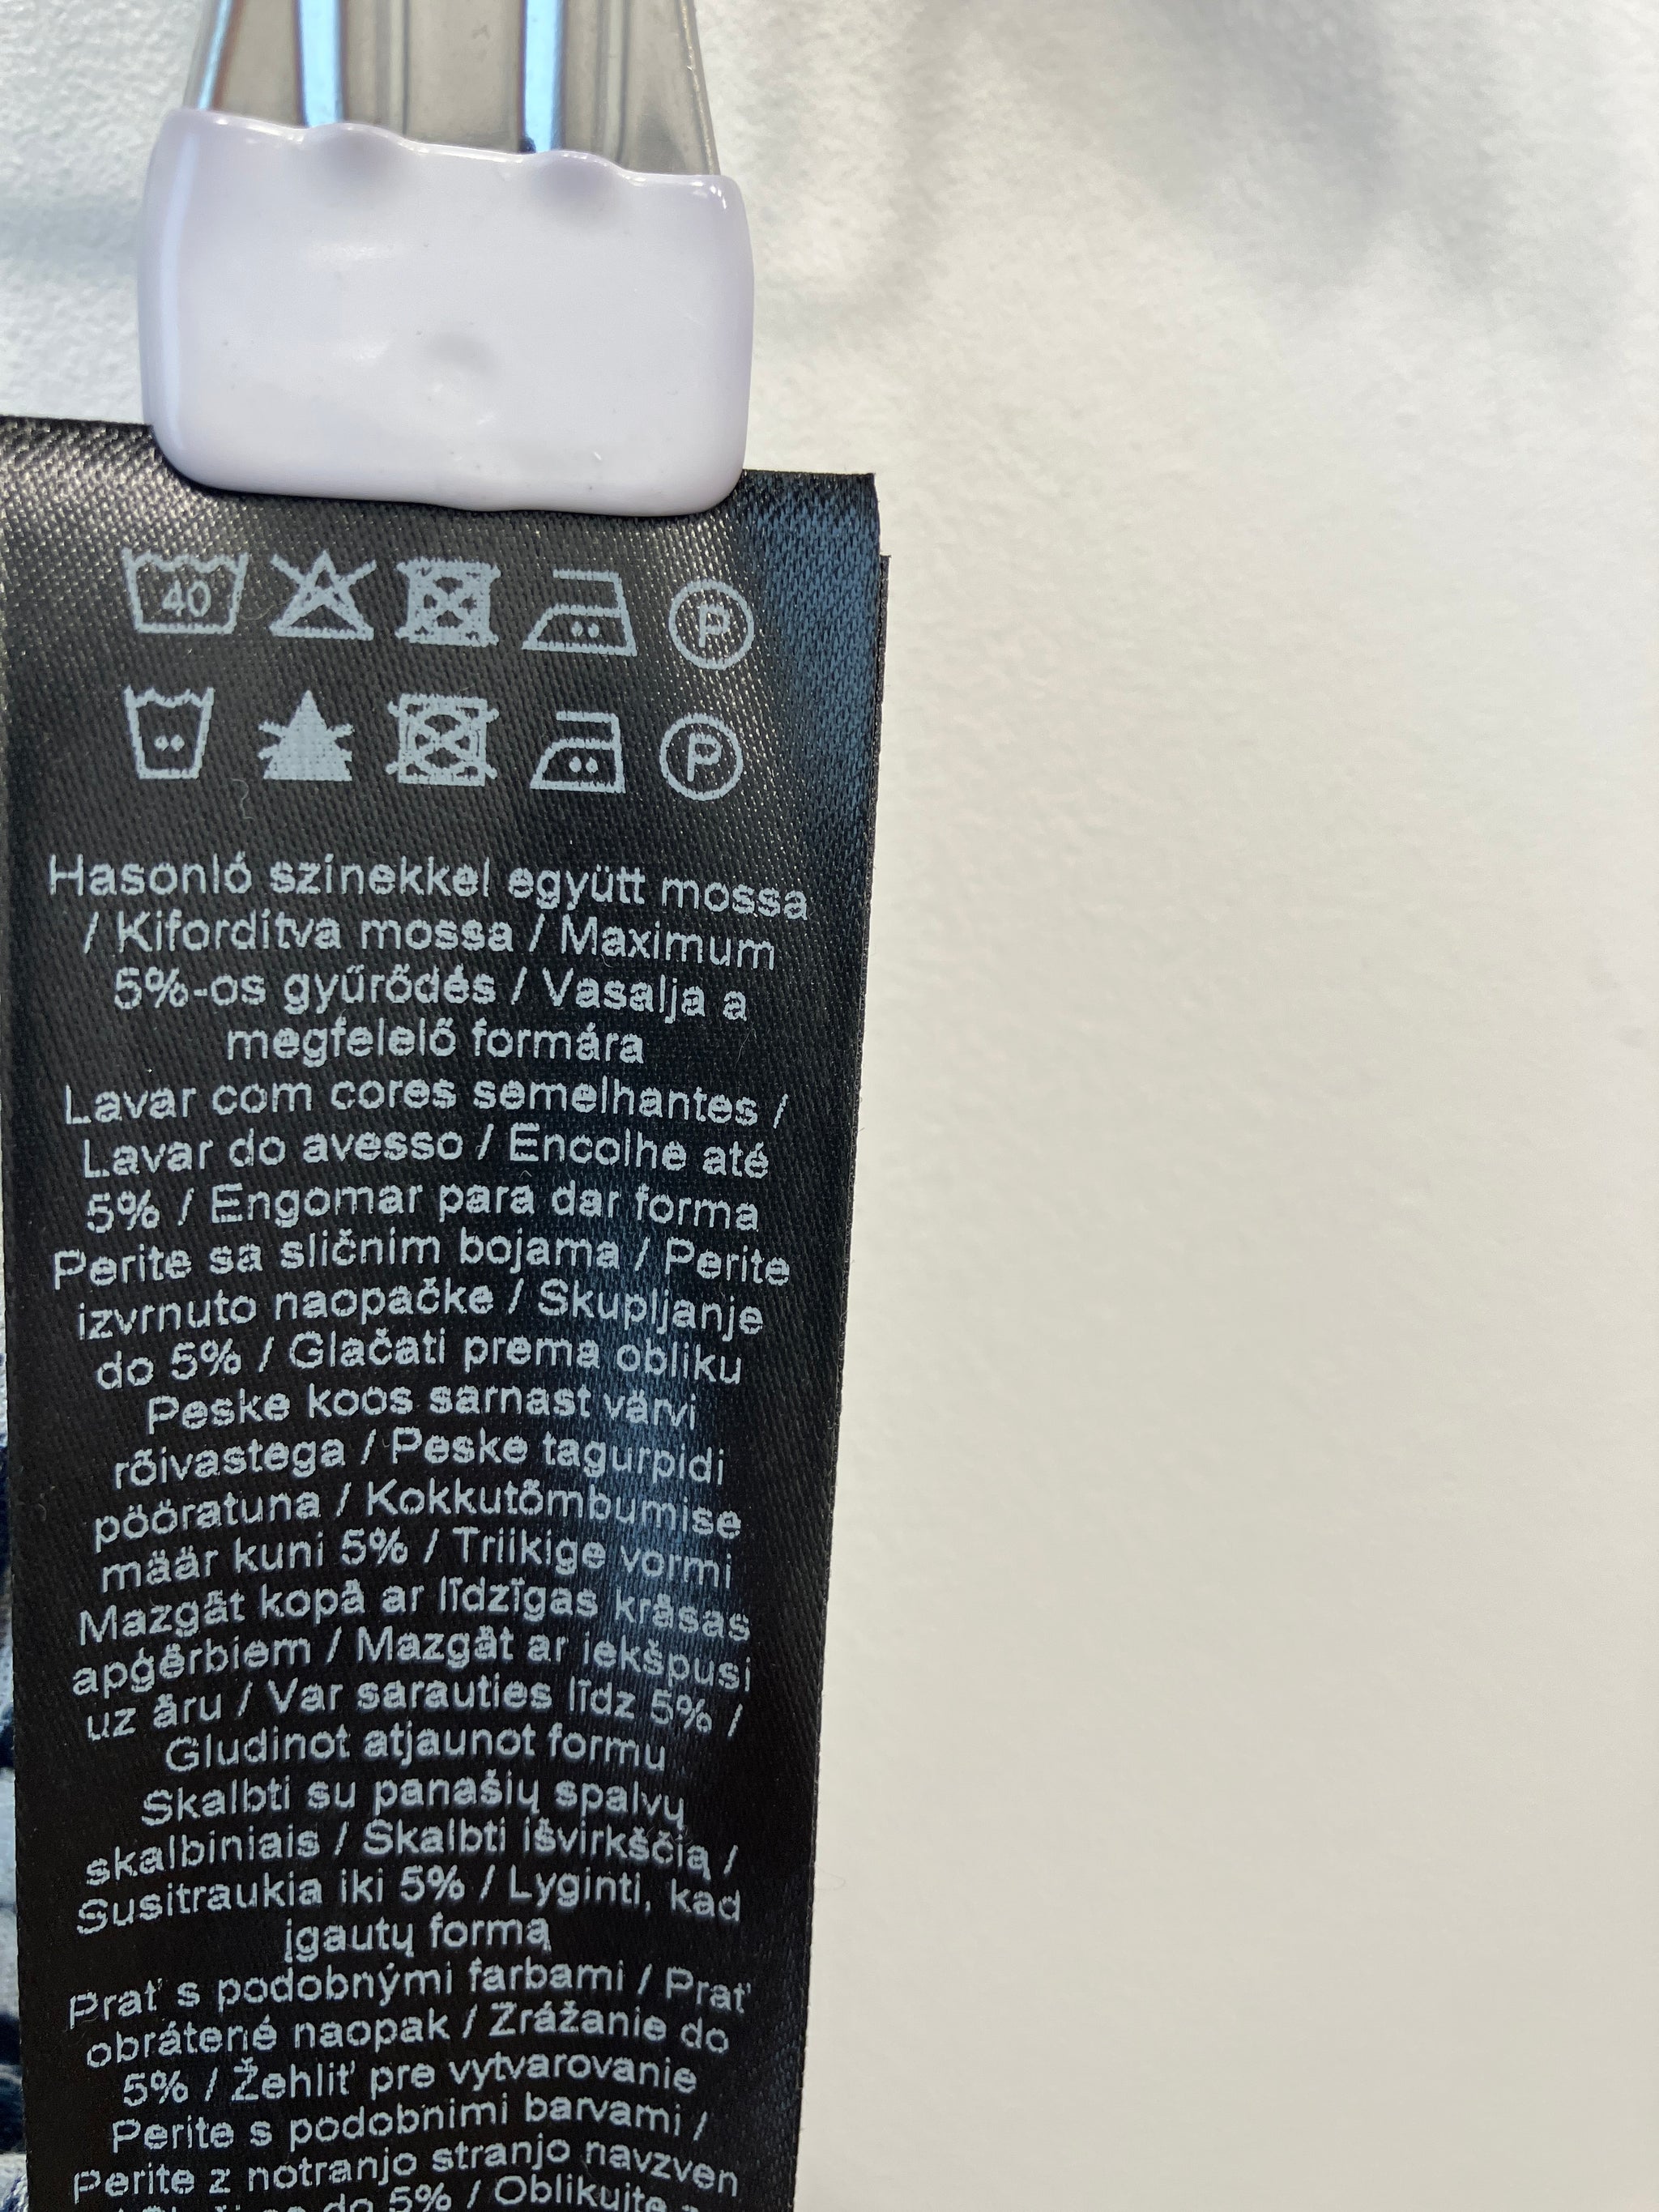 40 P
P
Hasonló színekkel együtt mossa
/ Kifordítva mossa / Maximum
5%-os gyűrődés / Vasalja a
megfelelő formára
Lavar com cores semelhantes /
Lavar do avesso / Encolhe até
5% / Engomar para dar forma
Perite sa sličnim bojama / Perite
izvrnuto naopačke / Skupljanje
do 5% / Glačati prema obliku
Peske koos sarnast värvi
rõivastega / Peske tagurpidi
pööratuna / Kokkutõmbumise
määr kuni 5% / Triikige vormi
Mazgāt kopā ar līdzīgas krāsas
apģērbiem / Mazgāt ar iekšpusi
uz āru / Var sarauties līdz 5% /
Gludinot atjaunot formu
Skalbti su panašių spalvų
skalbiniais / Skalbti išvirkščią /
Susitraukia iki 5% / Lyginti, kad
įgautų formą
Prať s podobnými farbami / Prať
obrátené naopak / Zrážanie do
5% / Žehliť pre vytvarovanie
Perite s podobnimi barvami /
Perite z notranjo stranjo navzven
do 5% / Oblikujte